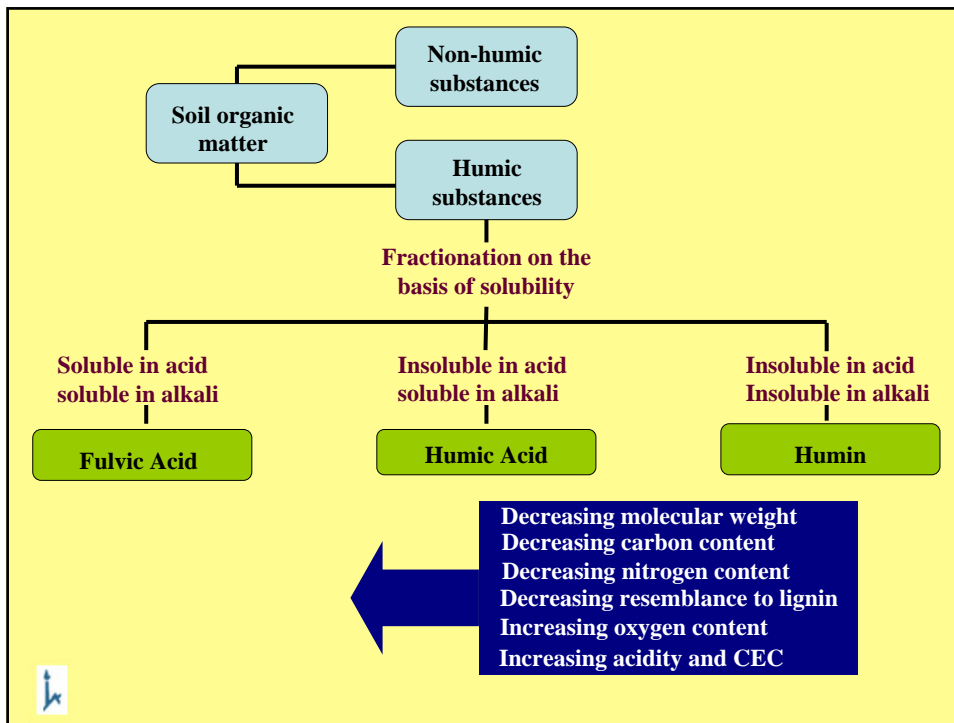 Non-humic
substances
Soil organic
matter
Humic
substances
Fractionation on the
basis of solubility
Soluble in acid
soluble in alkali
Insoluble in acid
soluble in alkali
Insoluble in acid
Insoluble in alkali
Fulvic Acid
Humic Acid
Humin
Decreasing molecular weight
Decreasing carbon content
Decreasing nitrogen content
Decreasing resemblance to lignin
Increasing oxygen content
Increasing acidity and CEC